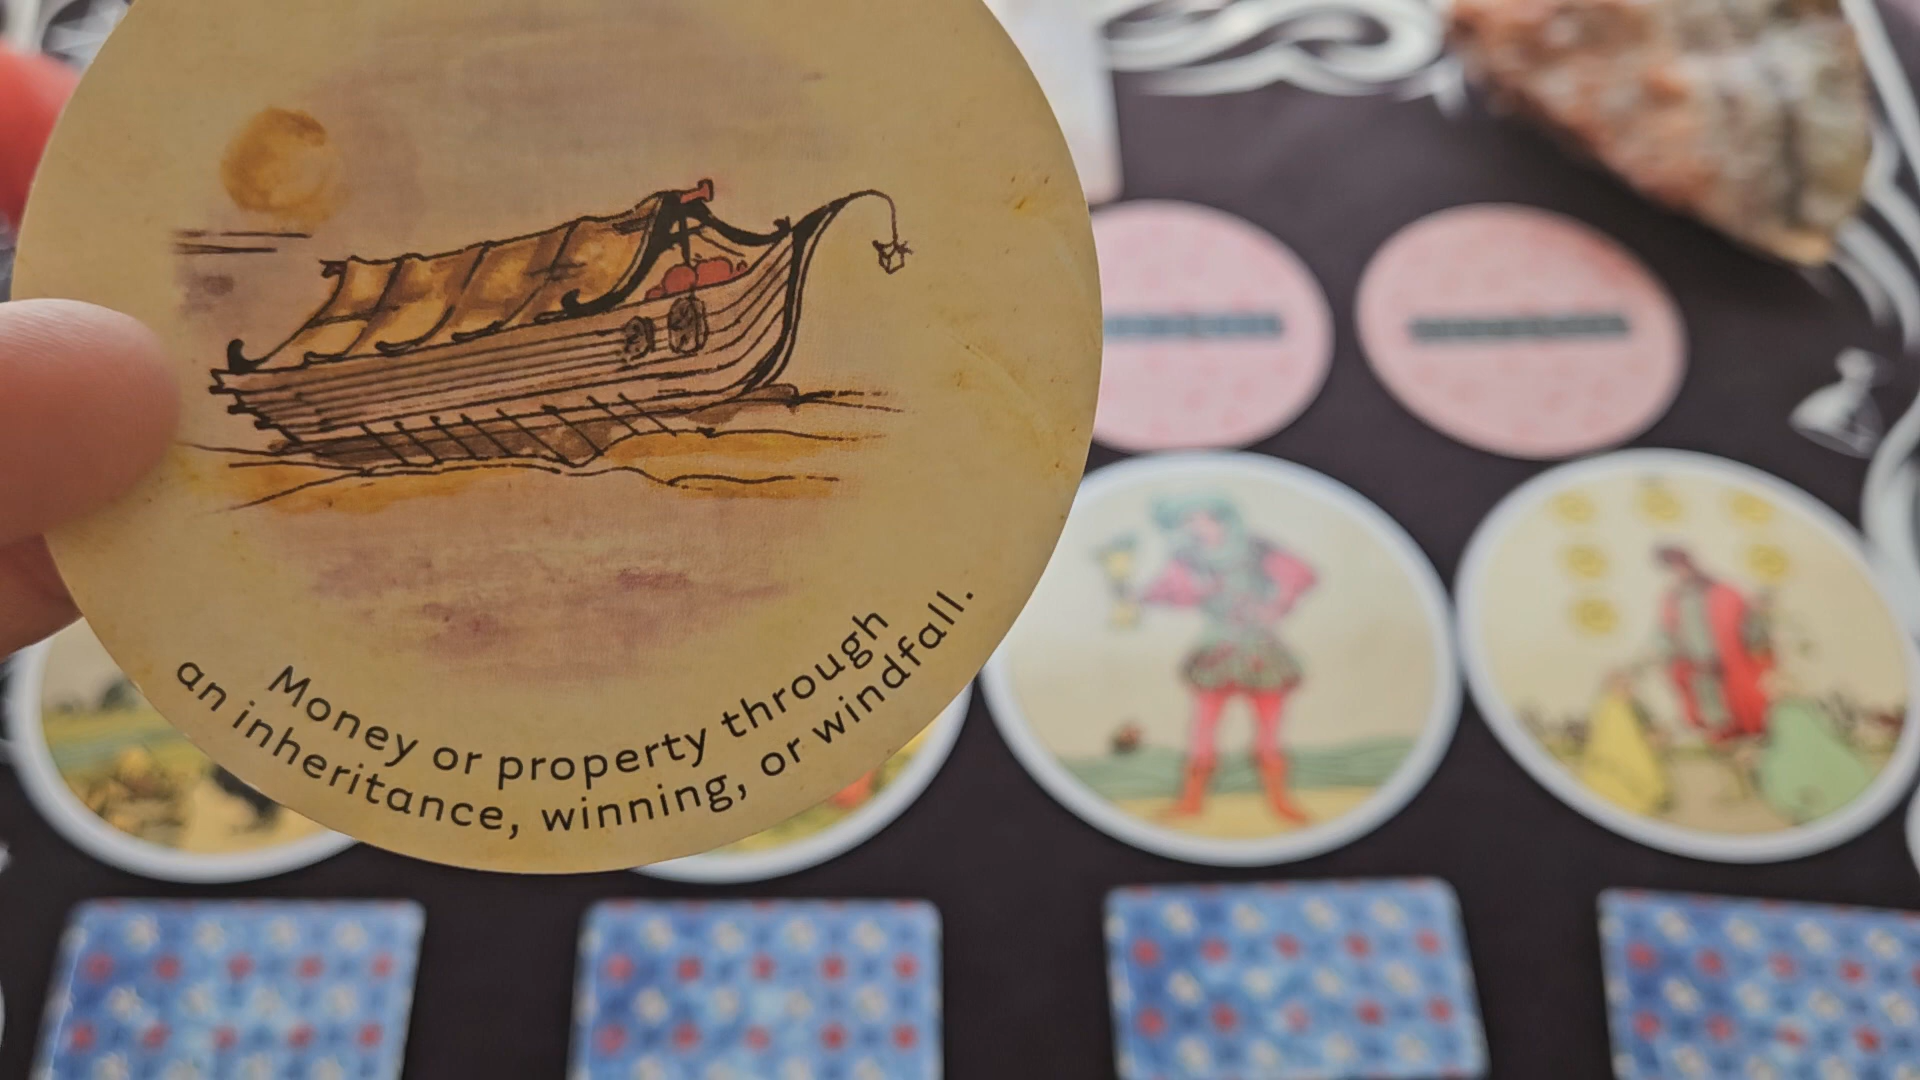 Money or property through
an inheritance, winning, or windfall.